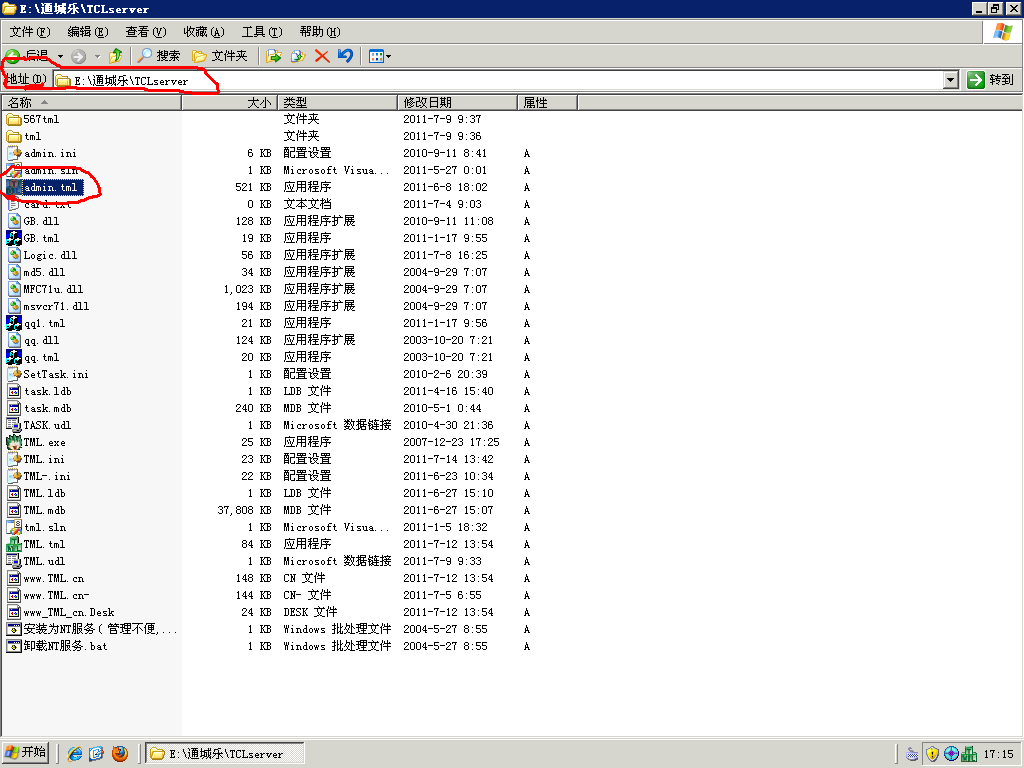 E:\通城乐\TCLserver
文件(F) 编辑(E) 查看(V) 收藏(A) 工具(T) 帮助(H)
后退 搜索 文件夹
地址(D) E:\通城乐\TCLserver 转到
名称 大小 类型 修改日期 属性
567tml 文件夹 2011-7-9 9:37
tml 文件夹 2011-7-9 9:36
admin.ini 6 KB 配置设置 2010-9-11 8:41 A
admin.sln 1 KB Microsoft Visua... 2011-5-27 0:01 A
admin.tml 521 KB 应用程序 2011-6-8 18:02 A
card.txt 0 KB 文本文档 2011-7-4 9:03 A
GB.dll 128 KB 应用程序扩展 2010-9-11 11:08 A
GB.tml 19 KB 应用程序 2011-1-17 9:55 A
Logic.dll 56 KB 应用程序扩展 2011-7-8 16:25 A
md5.dll 34 KB 应用程序扩展 2004-9-29 7:07 A
MFC71u.dll 1,023 KB 应用程序扩展 2004-9-29 7:07 A
msvcr71.dll 194 KB 应用程序扩展 2004-9-29 7:07 A
qq1.tml 21 KB 应用程序 2011-1-17 9:56 A
qq.dll 124 KB 应用程序扩展 2003-10-20 7:21 A
qq.tml 20 KB 应用程序 2003-10-20 7:21 A
SetTask.ini 1 KB 配置设置 2010-2-6 20:39 A
task.ldb 1 KB LDB 文件 2011-4-16 15:40 A
task.mdb 240 KB MDB 文件 2010-5-1 0:44 A
TASK.udl 1 KB Microsoft 数据链接 2010-4-30 21:36 A
TML.exe 25 KB 应用程序 2007-12-23 17:25 A
TML.ini 23 KB 配置设置 2011-7-14 13:42 A
TML-.ini 22 KB 配置设置 2011-6-23 10:34 A
TML.ldb 1 KB LDB 文件 2011-6-27 15:10 A
TML.mdb 37,808 KB MDB 文件 2011-6-27 15:07 A
tml.sln 1 KB Microsoft Visua... 2011-1-5 18:32 A
TML.tml 84 KB 应用程序 2011-7-12 13:54 A
TML.udl 1 KB Microsoft 数据链接 2011-7-9 9:33 A
www.TML.cn 148 KB CN 文件 2011-7-12 13:54 A
www.TML.cn- 144 KB CN- 文件 2011-7-5 6:55 A
www_TML_cn.Desk 24 KB DESK 文件 2011-7-12 13:54 A
安装为NT服务(管理不便,... 1 KB Windows 批处理文件 2004-5-27 8:55 A
卸载NT服务.bat 1 KB Windows 批处理文件 2004-5-27 8:55 A
开始 E:\通城乐\TCLserver 17:15